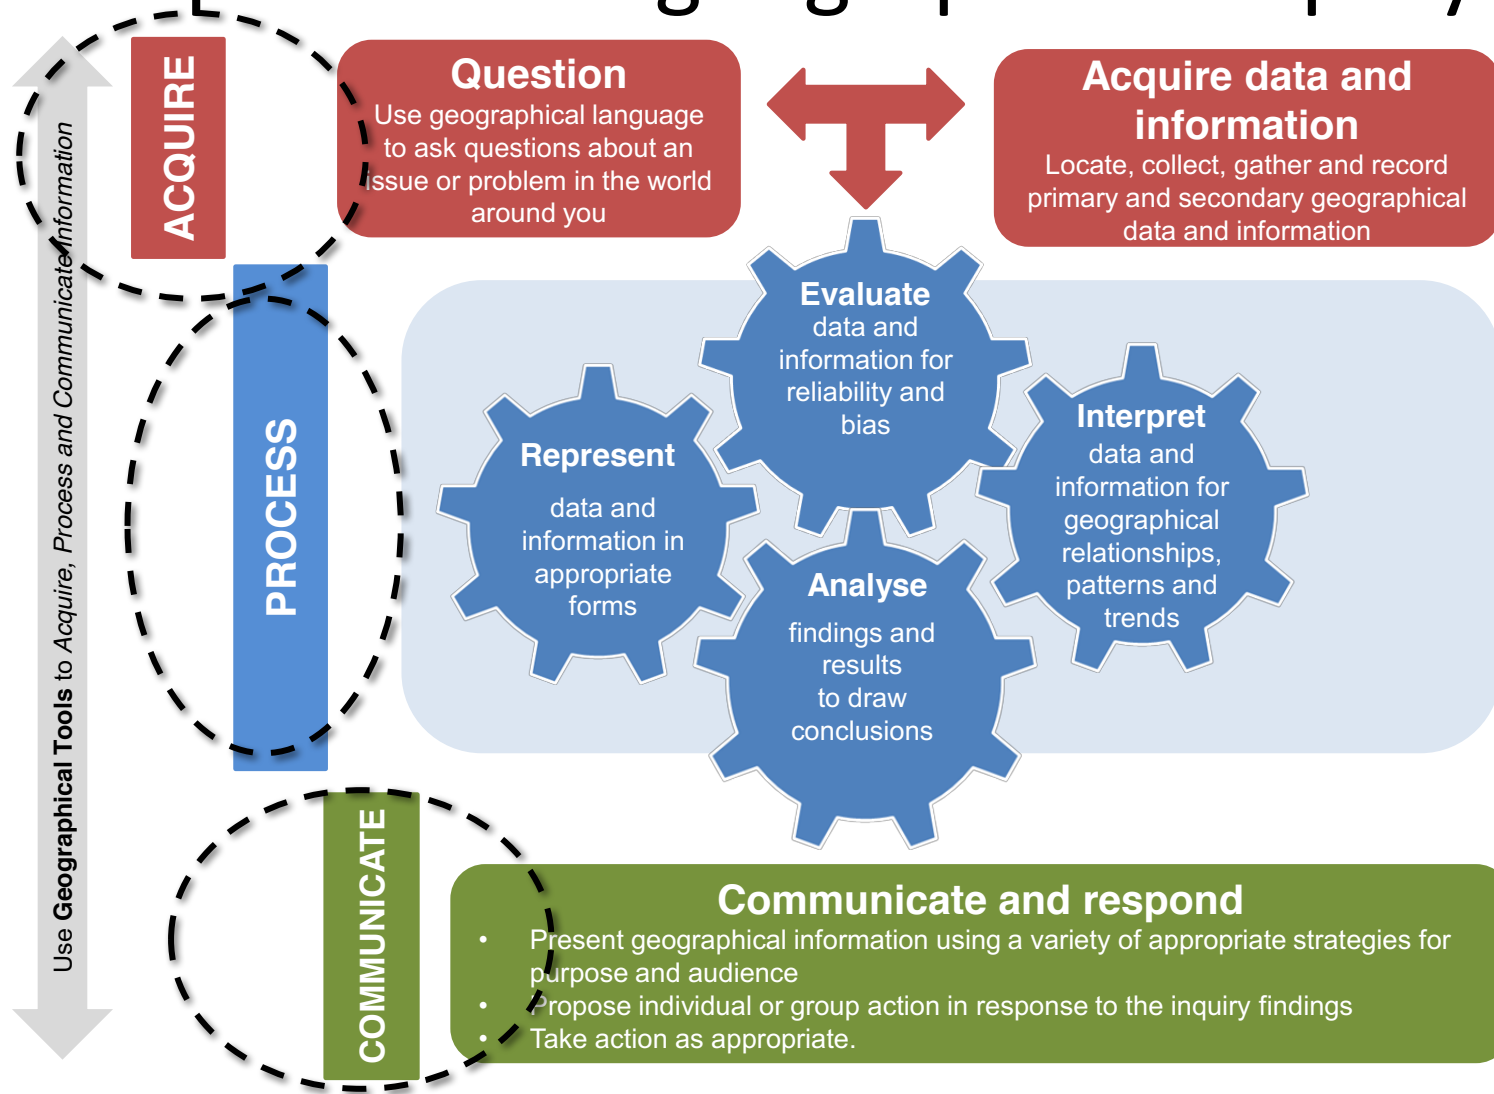 ACQUIRE
Question
Use geographical language
to ask questions about an
issue or problem in the world
around you
Acquire data and
information
Locate, collect, gather and record
primary and secondary geographical
data and information
Use Geographical Tools to Acquire, Process and Communicate Information
PROCESS
Evaluate
data and
information for
reliability and
bias
Represent
data and
information in
appropriate
forms
Interpret
data and
information for
geographical
relationships,
patterns and
trends
Analyse
findings and
results
to draw
conclusions
COMMUNICATE
Communicate and respond
• Present geographical information using a variety of appropriate strategies for
purpose and audience
• Propose individual or group action in response to the inquiry findings
• Take action as appropriate.